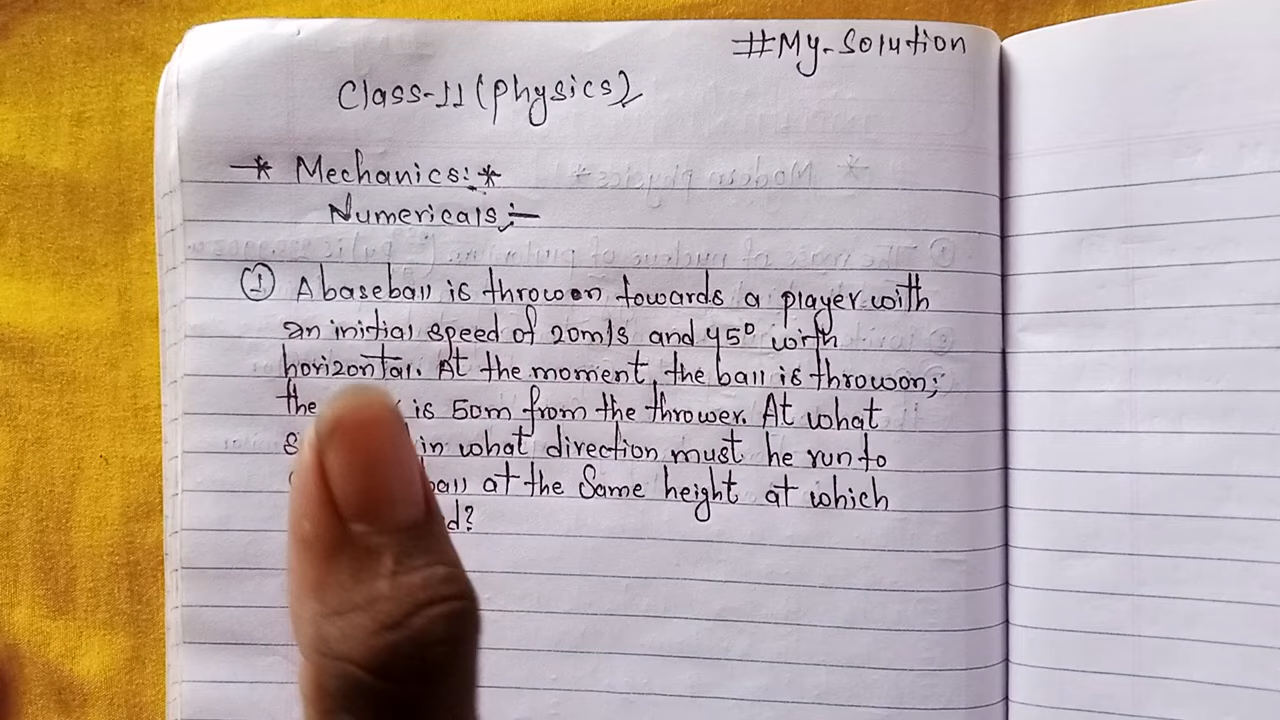 #My-Solution
Class-11 (Physics)
* Mechanics:*
Numericals:-
① A baseball is throwon towards a player with
an initial speed of 20m/s and 45° with
horizontal. At the moment, the ball is throwon;
the is 50m from the thrower. At what
in what direction must he run to
ball at the Same height at which